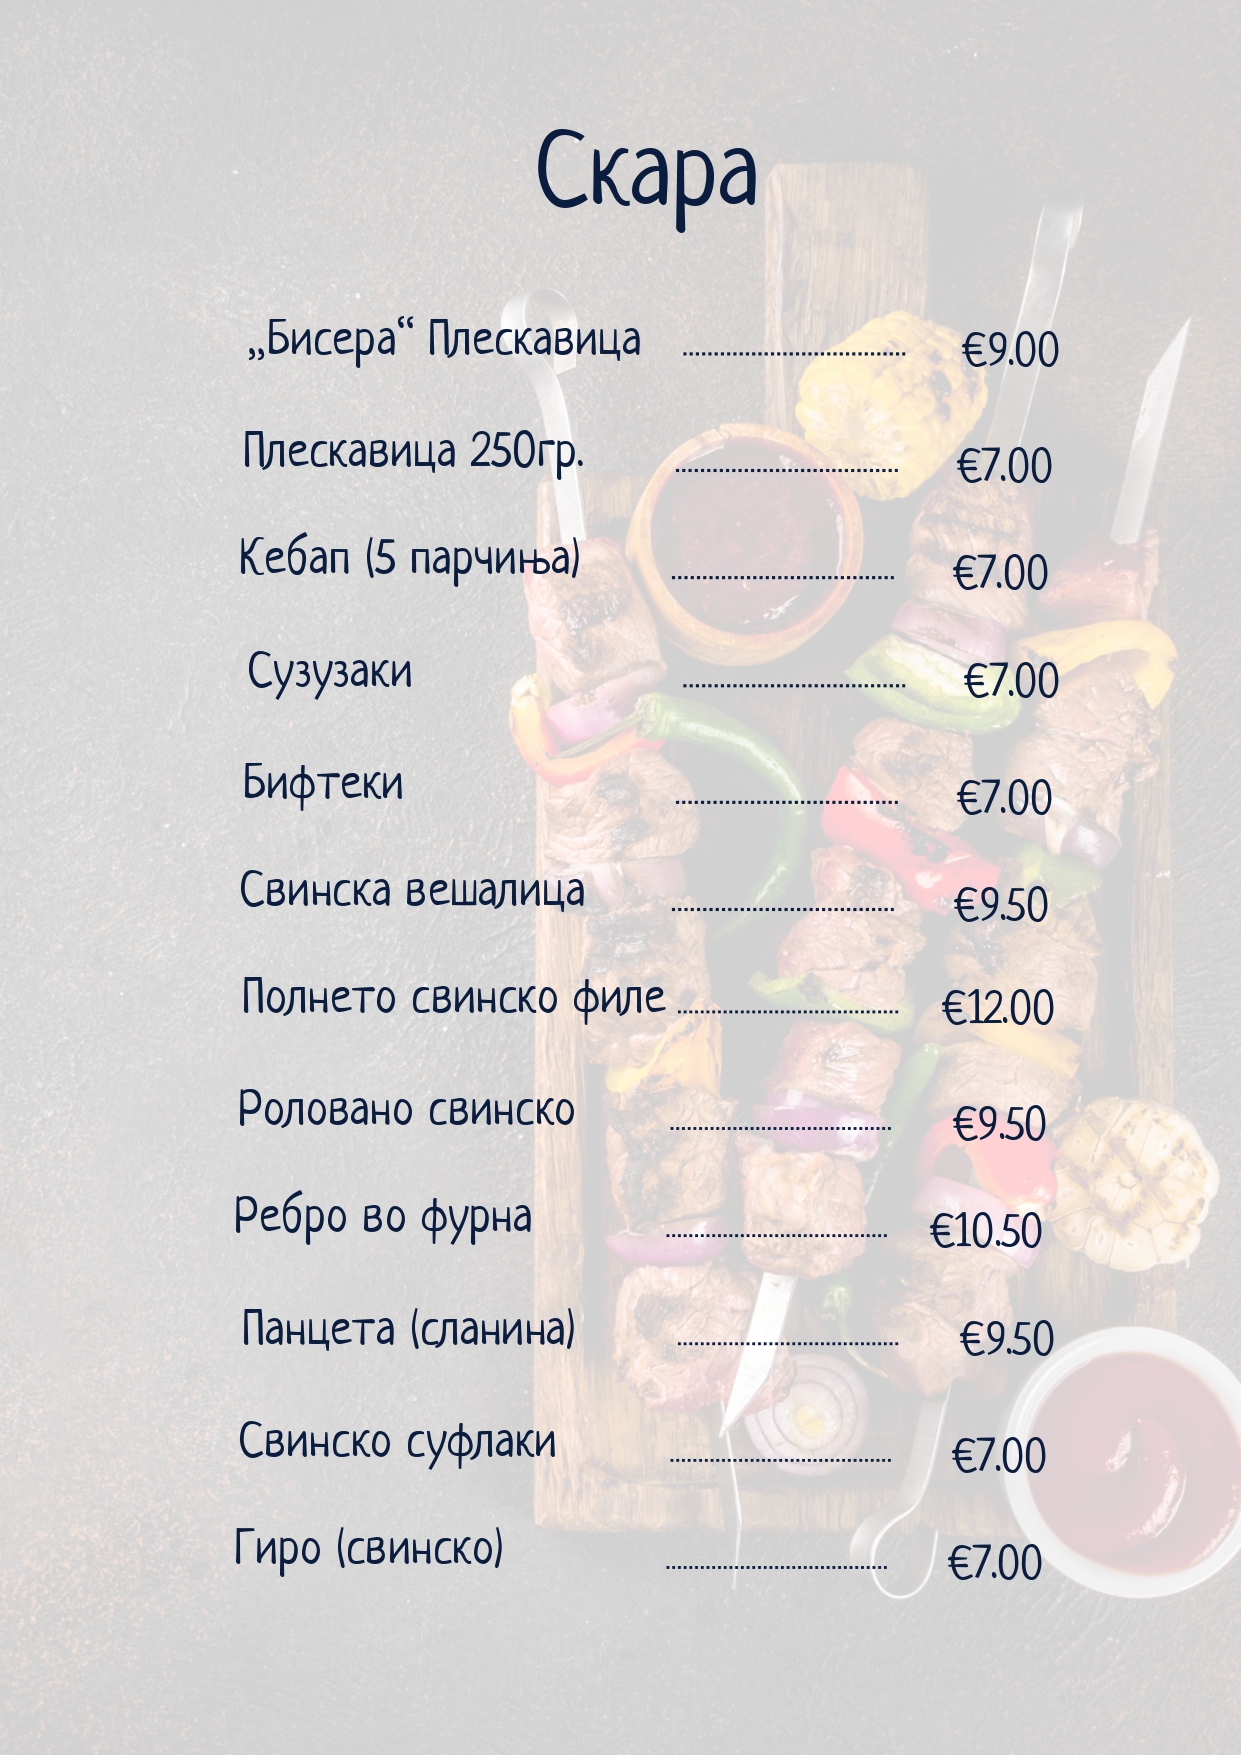 Скара
„Бисера“ Плескавица ..................................... €9.00
Плескавица 250гр. ..................................... €7.00
Кебап (5 парчиња) ..................................... €7.00
Сузузаки ..................................... €7.00
Бифтеки ..................................... €7.00
Свинска вешалица ..................................... €9.50
Полнето свинско филе ..................................... €12.00
Роловано свинско ..................................... €9.50
Ребро во фурна ..................................... €10.50
Панцета (сланина) ..................................... €9.50
Свинско суфлаки ..................................... €7.00
Гиро (свинско) ..................................... €7.00